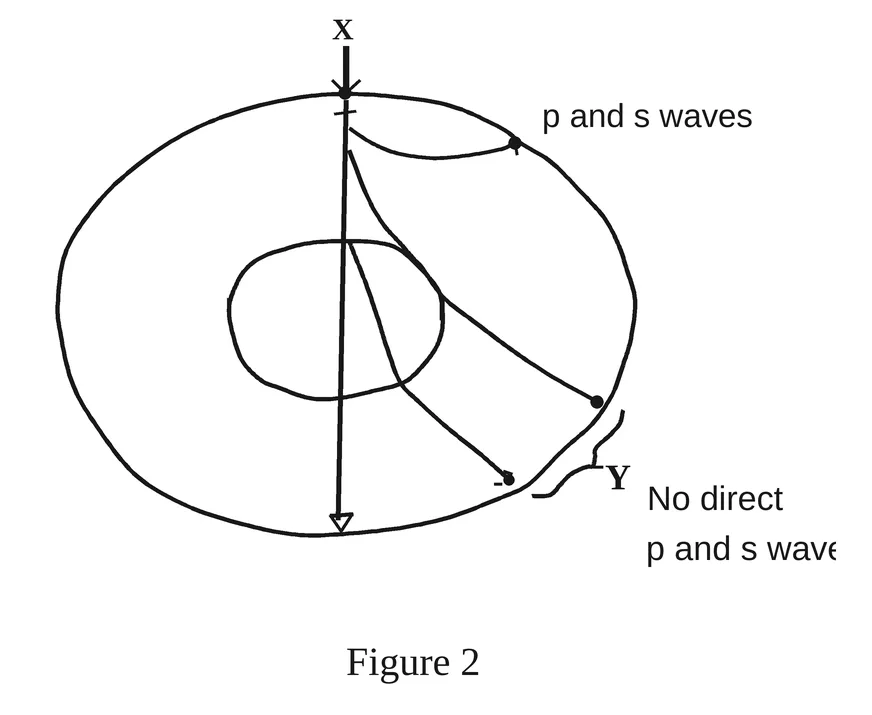 X
p and s waves
Y
No direct
p and s wave
Figure 2